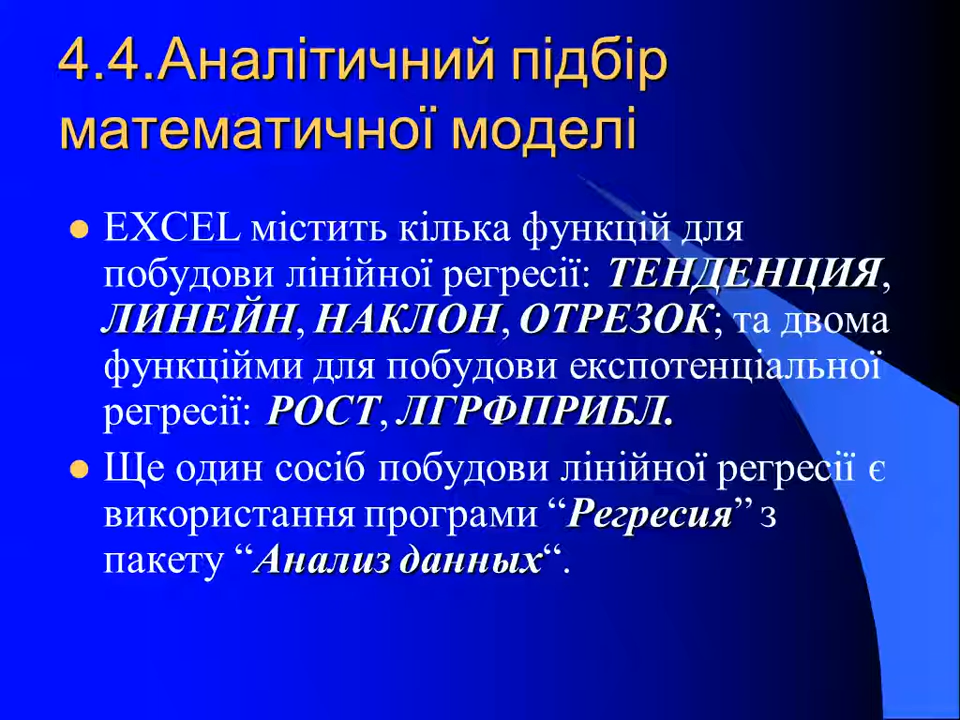 4.4.Аналітичний підбір
математичної моделі
EXCEL містить кілька функцій для
побудови лінійної регресії: ТЕНДЕНЦИЯ,
ЛИНЕЙН, НАКЛОН, ОТРЕЗОК; та двома
функційми для побудови експотенціальної
регресії: РОСТ, ЛГРФПРИБЛ.
Ще один сосіб побудови лінійної регресії є
використання програми “Регресия” з
пакету “Анализ данных“.